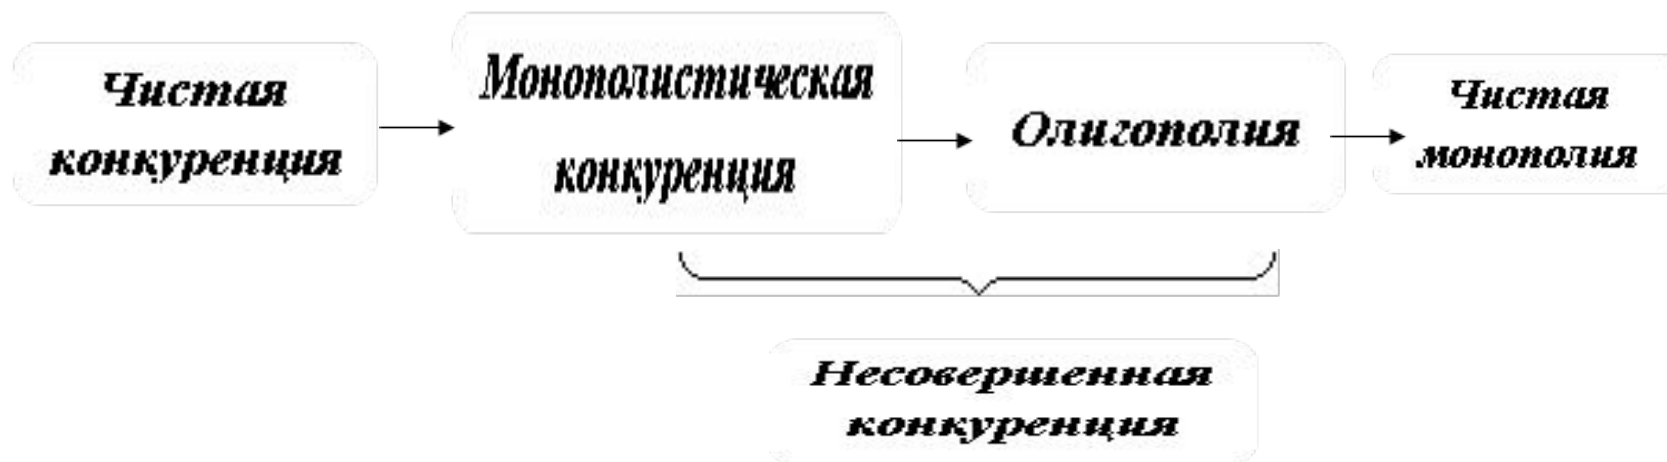 Чистая
конкуренция
Монополистическая
конкуренция
Олигополия
Чистая
монополия
Несовершенная
конкуренция